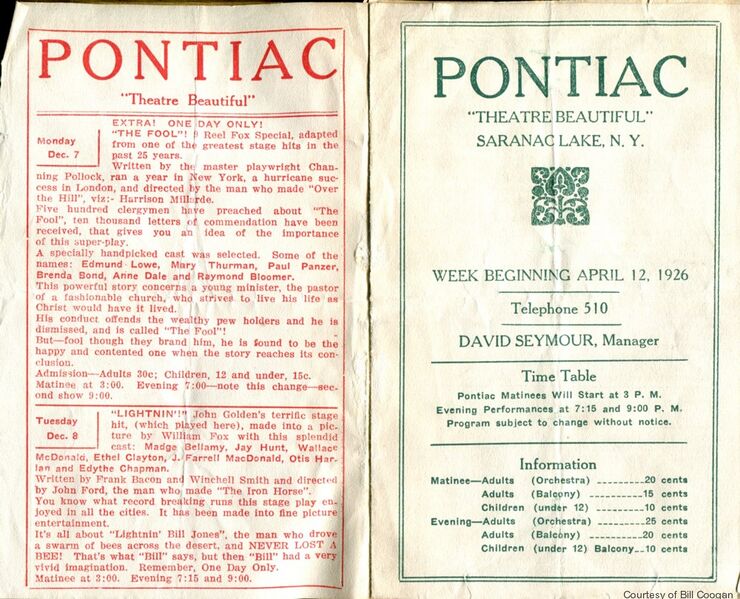 PONTIAC
"Theatre Beautiful"
Monday
Dec. 7
EXTRA! ONE DAY ONLY!
"THE FOOL"! 9 Reel Fox Special, adapted
from one of the greatest stage hits in the
past 25 years.
Written by the master playwright Chan-
ning Pollock, ran a year in New York, a hurricane suc-
cess in London, and directed by the man who made "Over
the Hill", viz:- Harrison Millarde.
Five hundred clergymen have preached about "The
Fool", ten thousand letters of commendation have been
received, that gives you an idea of the importance
of this super-play.
A specially handpicked cast was selected. Some of the
names: Edmund Lowe, Mary Thurman, Paul Panzer,
Brenda Bond, Anne Dale and Raymond Bloomer.
This powerful story concerns a young minister, the pastor
of a fashionable church, who strives to live his life as
Christ would have it lived.
His conduct offends the wealthy pew holders and he is
dismissed, and is called "The Fool"!
But—fool though they brand him, he is found to be the
happy and contented one when the story reaches its con-
clusion.
Admission—Adults 30c; Children, 12 and under, 15c.
Matinee at 3:00. Evening 7:00—note this change—sec-
ond show 9:00.
Tuesday
Dec. 8
"LIGHTNIN'!" John Golden's terrific stage
hit, (which played here), made into a pic-
ture by William Fox with this splendid
cast: Madge Bellamy, Jay Hunt, Wallace
McDonald, Ethel Clayton, J. Farrell MacDonald, Otis Har-
lan and Edythe Chapman.
Written by Frank Bacon and Winchell Smith and directed
by John Ford, the man who made "The Iron Horse".
You know what record breaking runs this stage play en-
joyed in all the cities. It has been made into fine picture
entertainment.
It's all about "Lightnin' Bill Jones", the man who drove
a swarm of bees across the desert, and NEVER LOST A
BEE! That's what "Bill" says, but then "Bill" had a very
vivid imagination. Remember, One Day Only.
Matinee at 3:00. Evening 7:15 and 9:00.
PONTIAC
"THEATRE BEAUTIFUL"
SARANAC LAKE, N. Y.
WEEK BEGINNING APRIL 12, 1926
Telephone 510
DAVID SEYMOUR, Manager
Time Table
Pontiac Matinees Will Start at 3 P. M.
Evening Performances at 7:15 and 9:00 P. M.
Program subject to change without notice.
Information
Matinee—Adults (Orchestra) ---------20 cents
Adults (Balcony) ---------15 cents
Children (under 12) ---------10 cents
Evening—Adults (Orchestra) ---------25 cents
Adults (Balcony) ---------20 cents
Children (under 12) Balcony--10 cents
Courtesy of Bill Coogan